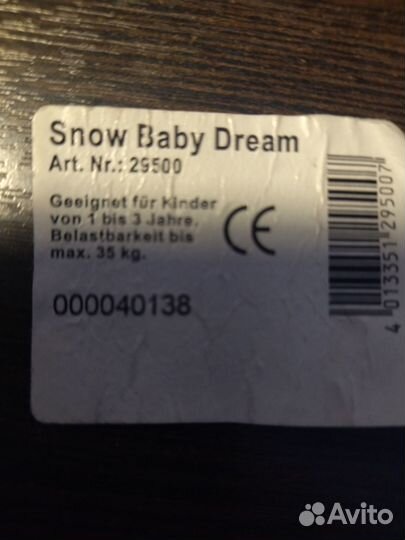 Snow Baby Dream
Art. Nr.: 29500
Geeignet für Kinder
von 1 bis 3 Jahre.
Belastbarkeit bis
max. 35 kg.
CE
000040138
4 013351 295007
Avito